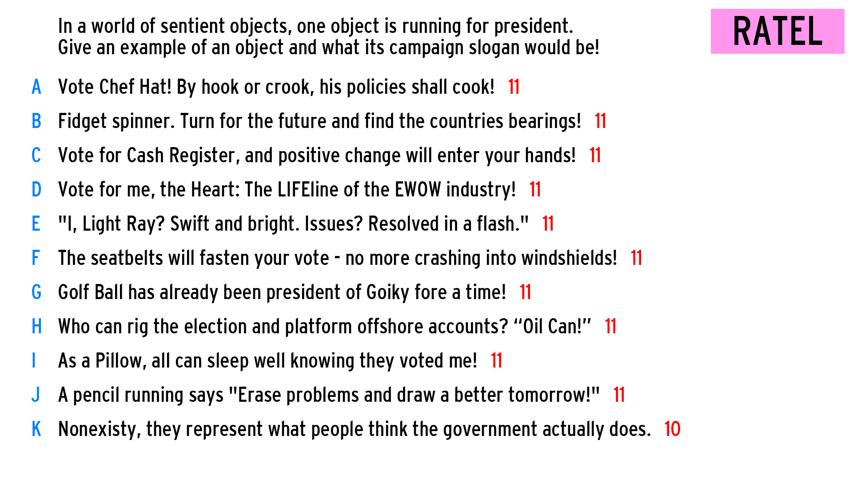 In a world of sentient objects, one object is running for president.
Give an example of an object and what its campaign slogan would be!
RATEL
A Vote Chef Hat! By hook or crook, his policies shall cook! 11
B Fidget spinner. Turn for the future and find the countries bearings! 11
C Vote for Cash Register, and positive change will enter your hands! 11
D Vote for me, the Heart: The LIFEline of the EWOW industry! 11
E "I, Light Ray? Swift and bright. Issues? Resolved in a flash." 11
F The seatbelts will fasten your vote - no more crashing into windshields! 11
G Golf Ball has already been president of Goiky fore a time! 11
H Who can rig the election and platform offshore accounts? “Oil Can!” 11
I As a Pillow, all can sleep well knowing they voted me! 11
J A pencil running says "Erase problems and draw a better tomorrow!" 11
K Nonexisty, they represent what people think the government actually does. 10